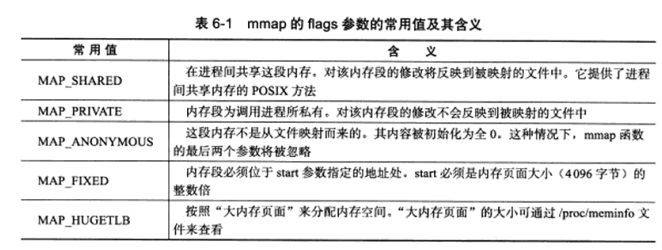 表 6-1 mmap 的 flags 参数的常用值及其含义
常 用 值 含 义
MAP_SHARED 在进程间共享这段内存。对该内存段的修改将反映到被映射的文件中。它提供了进程
间共享内存的 POSIX 方法
MAP_PRIVATE 内存段为调用进程所私有。对该内存段的修改不会反映到被映射的文件中
MAP_ANONYMOUS 这段内存不是从文件映射而来的。其内容被初始化为全 0。这种情况下，mmap 函数
的最后两个参数将被忽略
MAP_FIXED 内存段必须位于 start 参数指定的地址处。start 必须是内存页面大小（4096 字节）的
整数倍
MAP_HUGETLB 按照“大内存页面”来分配内存空间。“大内存页面”的大小可通过 /proc/meminfo 文
件来查看